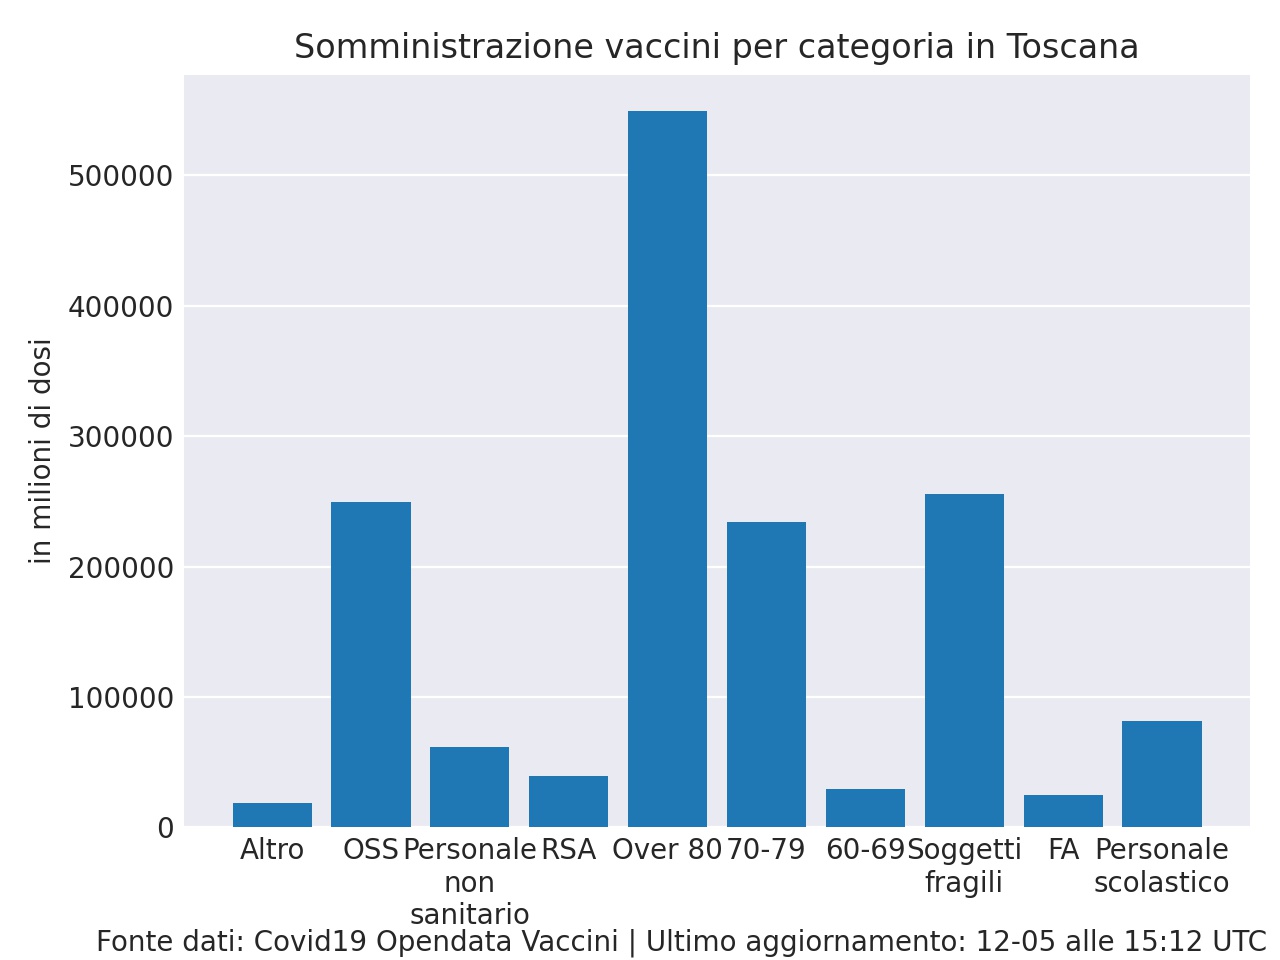 Somministrazione vaccini per categoria in Toscana
in milioni di dosi
500000
400000
300000
200000
100000
0
Altro
OSS
Personale
non
sanitario
RSA
Over 80
70-79
60-69
Soggetti
fragili
FA
Personale
scolastico
Fonte dati: Covid19 Opendata Vaccini | Ultimo aggiornamento: 12-05 alle 15:12 UTC